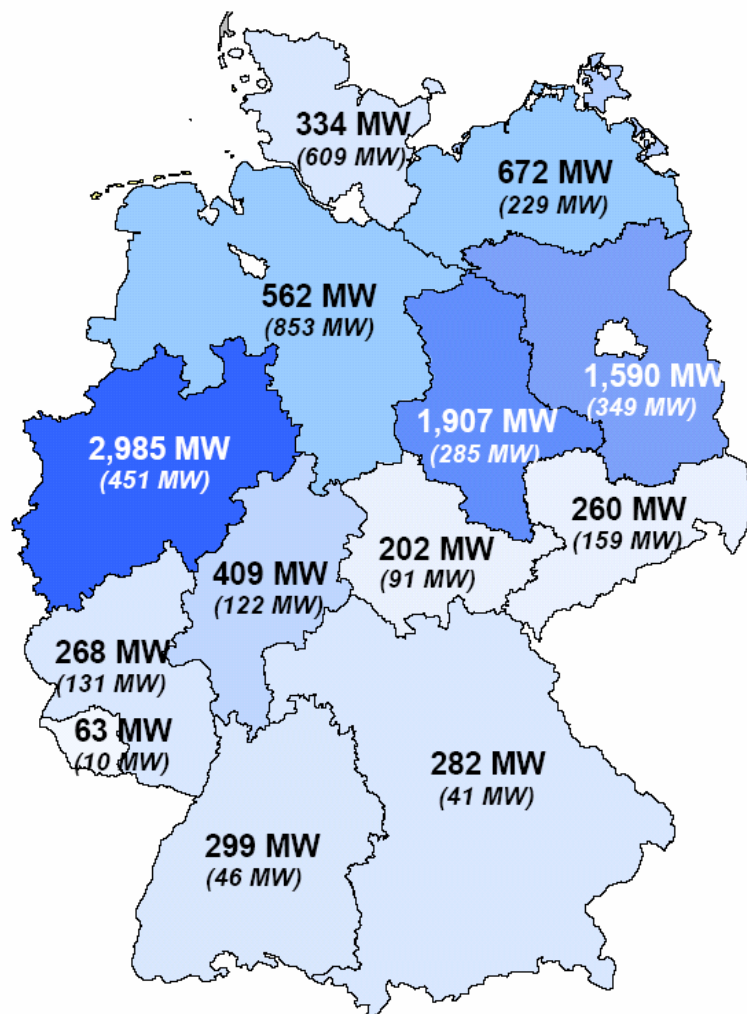 334 MW
(609 MW)
672 MW
(229 MW)
562 MW
(853 MW)
1,590 MW
(349 MW)
1,907 MW
(285 MW)
2,985 MW
(451 MW)
260 MW
(159 MW)
202 MW
(91 MW)
409 MW
(122 MW)
268 MW
(131 MW)
63 MW
(10 MW)
282 MW
(41 MW)
299 MW
(46 MW)